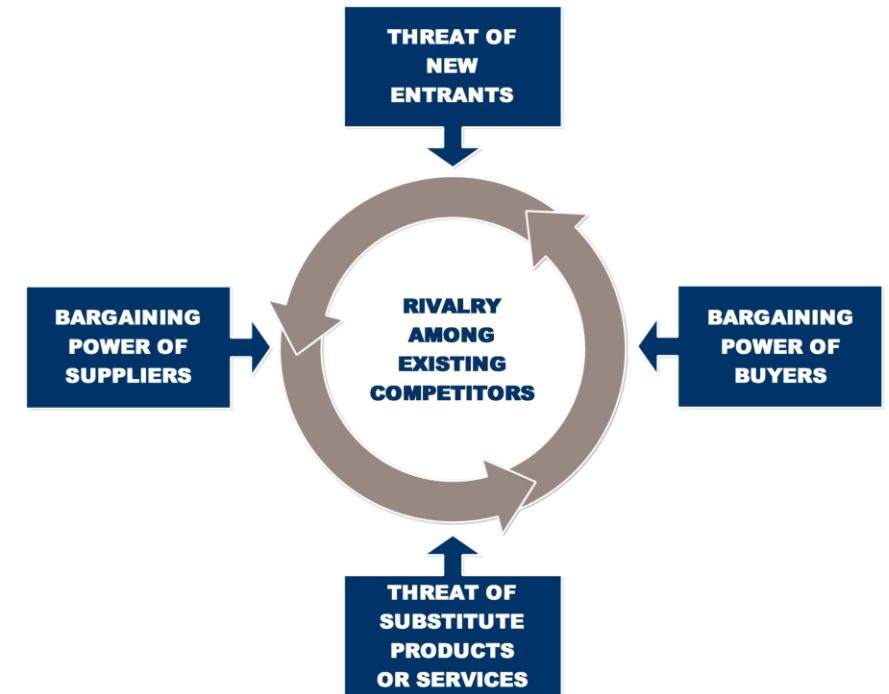 THREAT OF
NEW
ENTRANTS
BARGAINING
POWER OF
SUPPLIERS
RIVALRY
AMONG
EXISTING
COMPETITORS
BARGAINING
POWER OF
BUYERS
THREAT OF
SUBSTITUTE
PRODUCTS
OR SERVICES